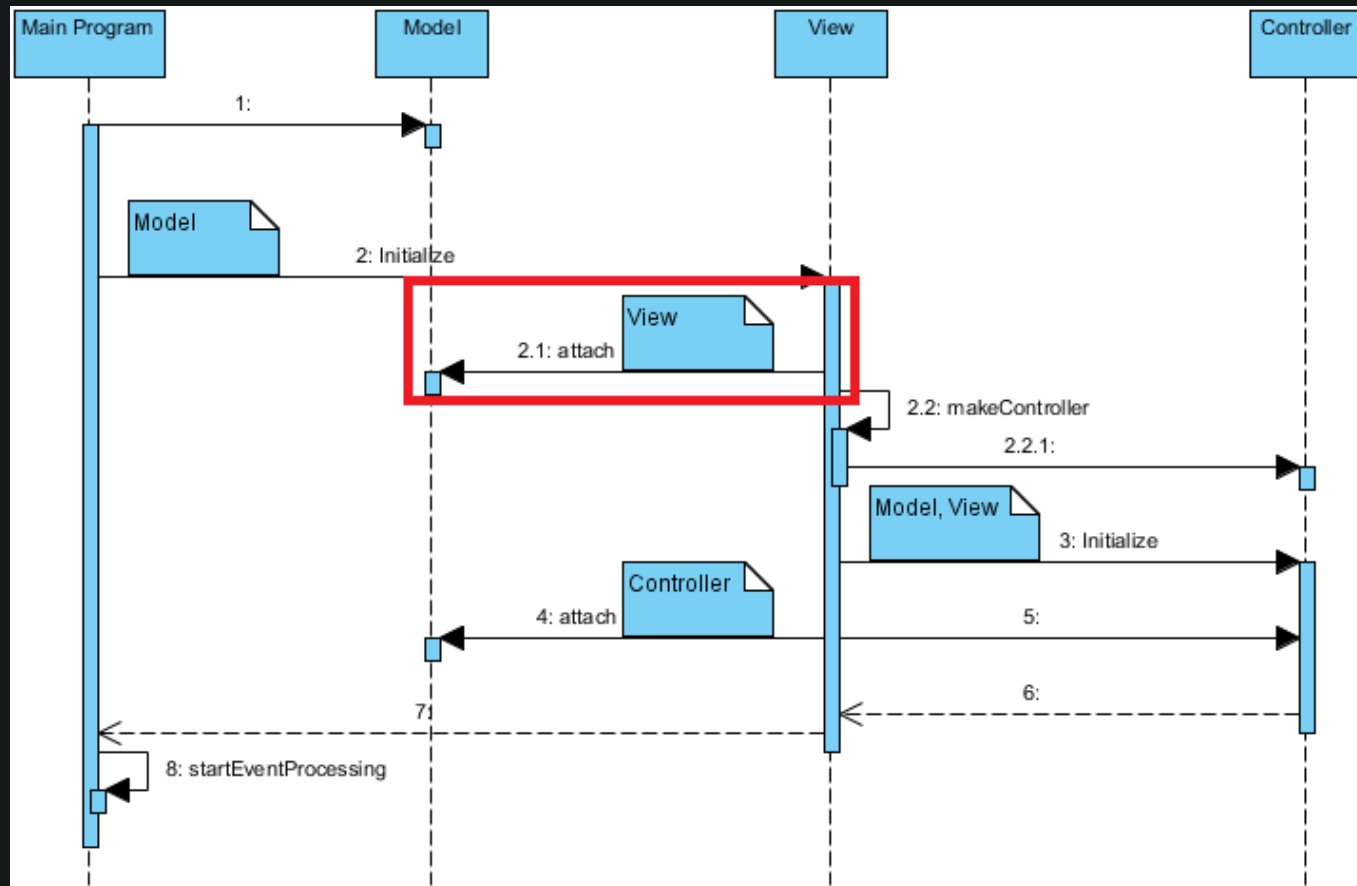 Main Program
Model
View
Controller
1:
Model
2: Initialize
View
2.1: attach
2.2: makeController
2.2.1:
Model, View
3: Initialize
Controller
4: attach
5:
6:
7:
8: startEventProcessing